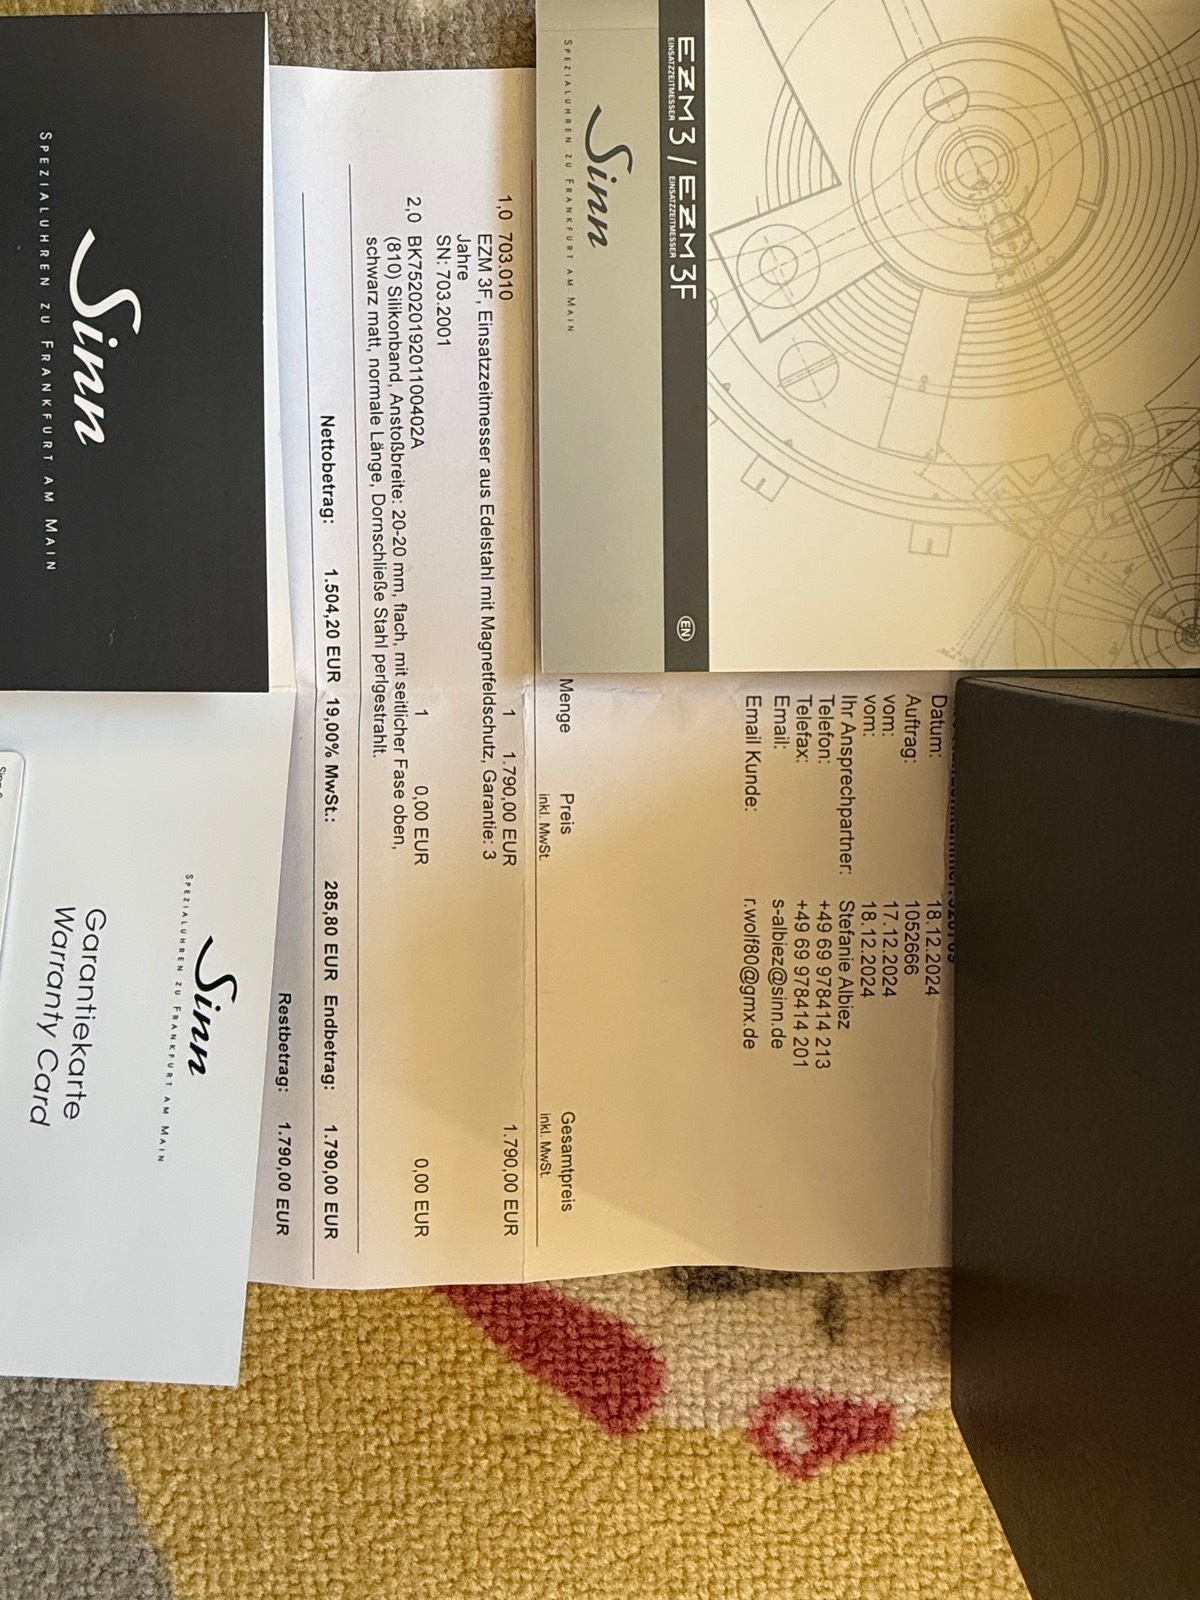 EZM 3 / EZM 3F
EINSATZZEITMESSER EINSATZZEITMESSER
EN
Sinn
SPEZIALUHREN ZU FRANKFURT AM MAIN
Datum: 18.12.2024
Auftrag: 1052666
vom: 17.12.2024
vom: 18.12.2024
Ihr Ansprechpartner: Stefanie Albiez
Telefon: +49 69 978414 213
Telefax: +49 69 978414 201
Email: s-albiez@sinn.de
Email Kunde: r.wolf80@gmx.de
Menge Preis Gesamtpreis
inkl. MwSt. inkl. MwSt.
1,0 703.010 1 1.790,00 EUR 1.790,00 EUR
EZM 3F, Einsatzzeitmesser aus Edelstahl mit Magnetfeldschutz, Garantie: 3
Jahre
SN: 703.2001
2,0 BK75202019201100402A 1 0,00 EUR 0,00 EUR
(810) Silikonband, Anstoßbreite: 20-20 mm, flach, mit seitlicher Fase oben,
schwarz matt, normale Länge, Dornschließe Stahl perlgestrahlt.
Nettobetrag: 1.504,20 EUR 19,00% MwSt.: 285,80 EUR Endbetrag: 1.790,00 EUR
Restbetrag: 1.790,00 EUR
Sinn
SPEZIALUHREN ZU FRANKFURT AM MAIN
Sinn
SPEZIALUHREN ZU FRANKFURT AM MAIN
Garantiekarte
Warranty Card